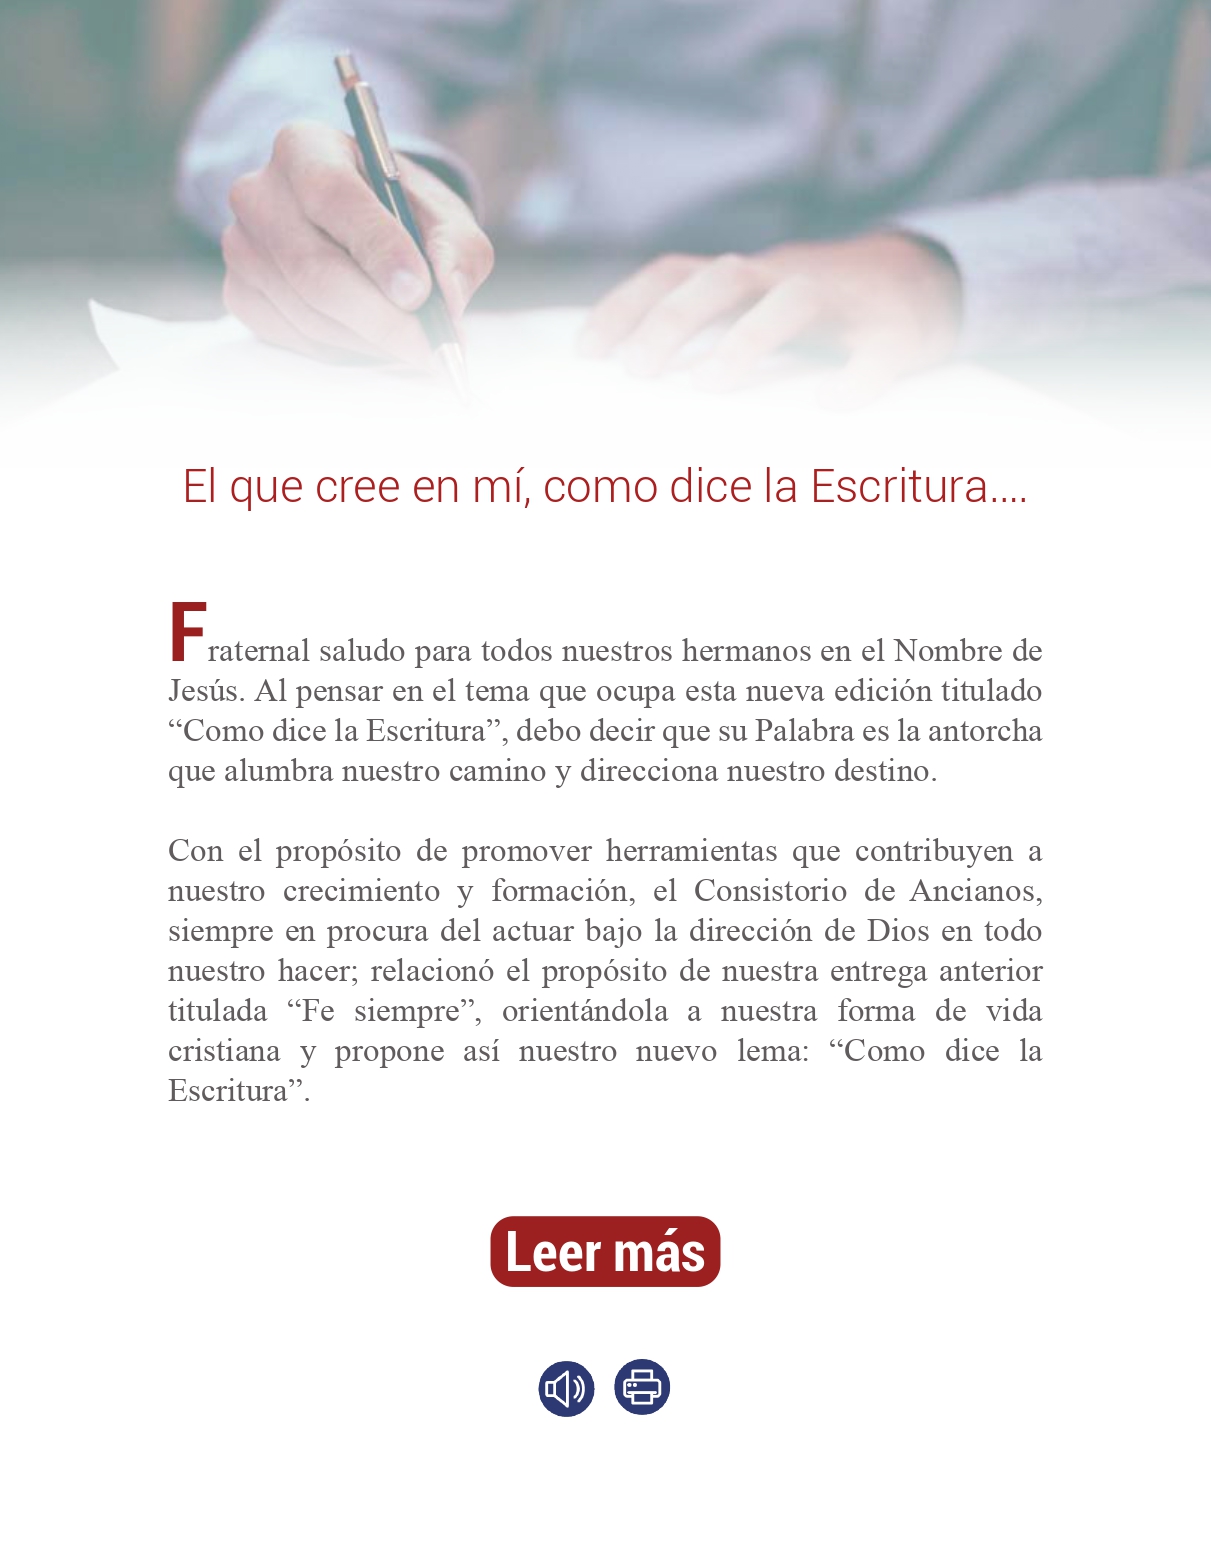 El que cree en mí, como dice la Escritura....
Fraternal saludo para todos nuestros hermanos en el Nombre de
Jesús. Al pensar en el tema que ocupa esta nueva edición titulado
“Como dice la Escritura”, debo decir que su Palabra es la antorcha
que alumbra nuestro camino y direcciona nuestro destino.
Con el propósito de promover herramientas que contribuyen a
nuestro crecimiento y formación, el Consistorio de Ancianos,
siempre en procura del actuar bajo la dirección de Dios en todo
nuestro hacer; relacionó el propósito de nuestra entrega anterior
titulada “Fe siempre”, orientándola a nuestra forma de vida
cristiana y propone así nuestro nuevo lema: “Como dice la
Escritura”.
Leer más